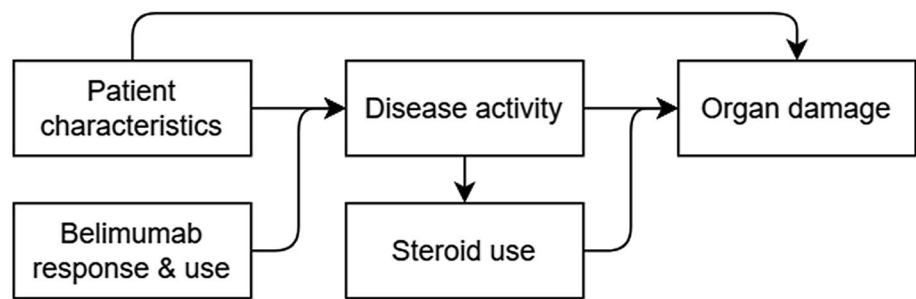 Patient
characteristics
Disease activity
Organ damage
Belimumab
response & use
Steroid use